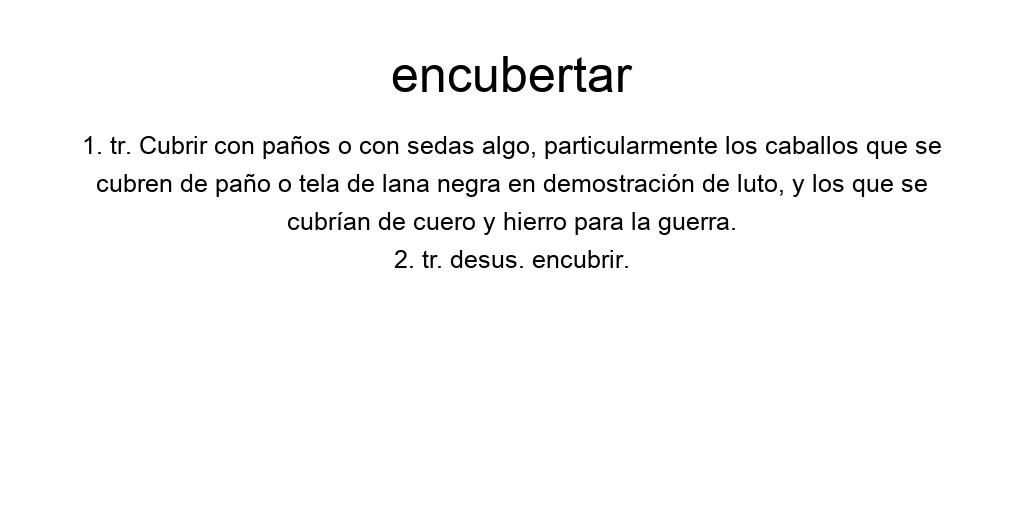 encubertar
1. tr. Cubrir con paños o con sedas algo, particularmente los caballos que se
cubren de paño o tela de lana negra en demostración de luto, y los que se
cubrían de cuero y hierro para la guerra.
2. tr. desus. encubrir.